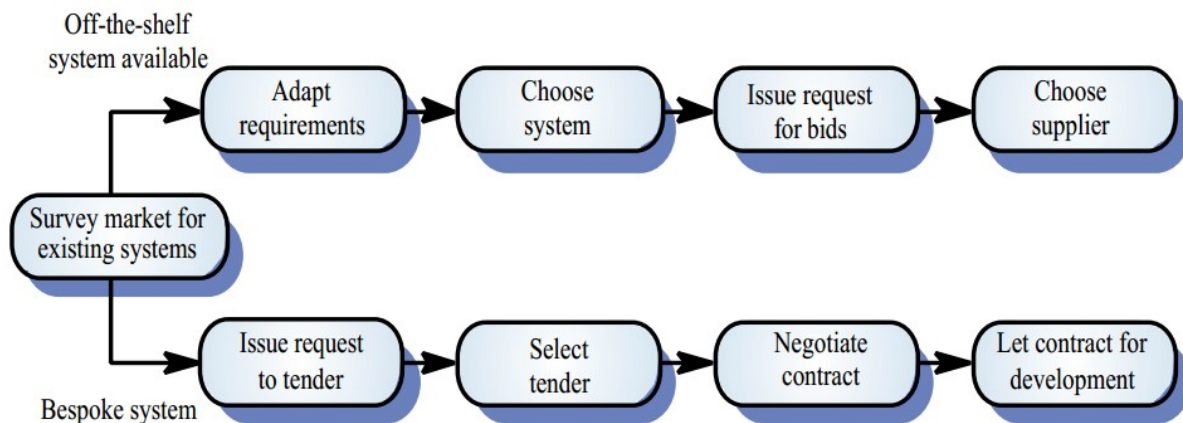 Off-the-shelf
system available
Adapt
requirements
Choose
system
Issue request
for bids
Choose
supplier
Survey market for
existing systems
Issue request
to tender
Select
tender
Negotiate
contract
Let contract for
development
Bespoke system